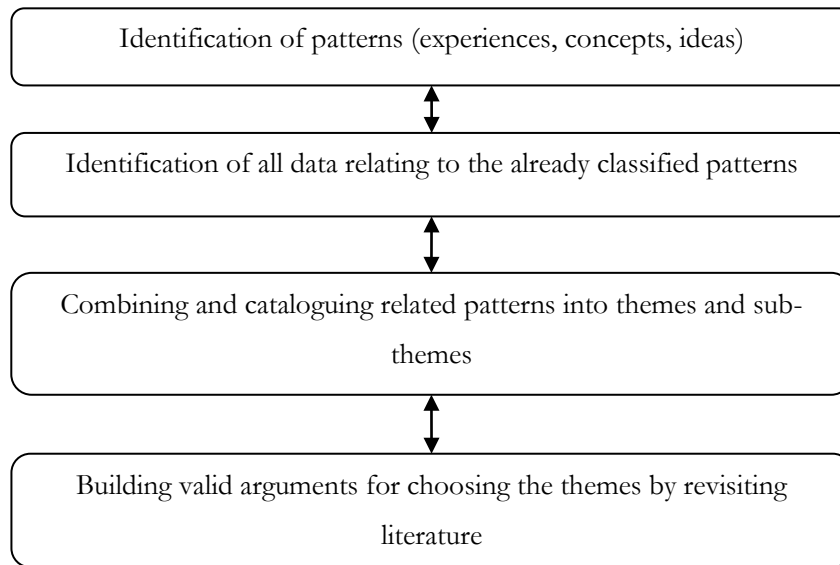 Identification of patterns (experiences, concepts, ideas)
Identification of all data relating to the already classified patterns
Combining and cataloguing related patterns into themes and sub-
themes
Building valid arguments for choosing the themes by revisiting
literature